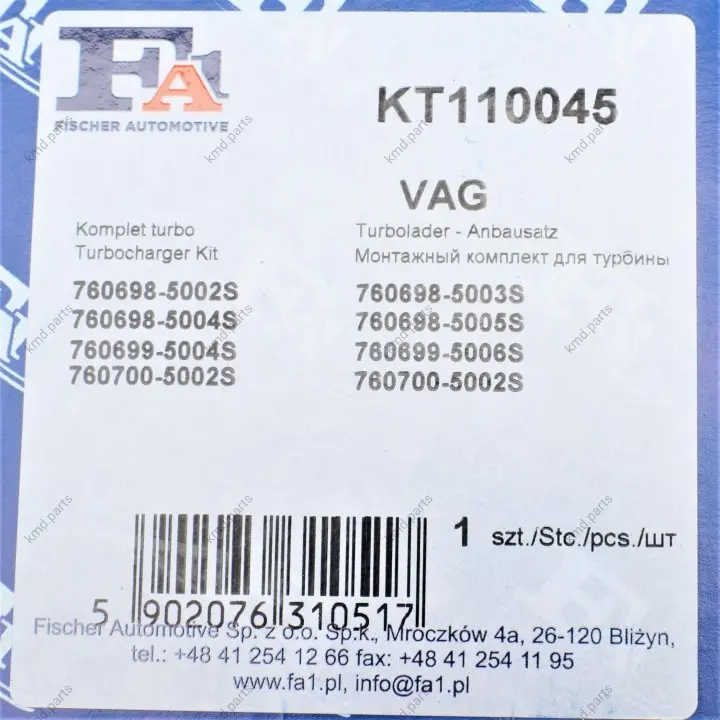 FA1
FISCHER AUTOMOTIVE
KT110045
VAG
Komplet turbo
Turbocharger Kit
Turbolader - Anbausatz
Монтажный комплект для турбины
760698-5002S 760698-5003S
760698-5004S 760698-5005S
760699-5004S 760699-5006S
760700-5002S 760700-5002S
1 szt./Stc./pcs./шт
5 902076 310517
Fischer Automotive Sp. z o.o. Sp.k., Mroczków 4a, 26-120 Bliżyn,
tel.: +48 41 254 12 66 fax: +48 41 254 11 95
www.fa1.pl, info@fa1.pl
kmd.parts